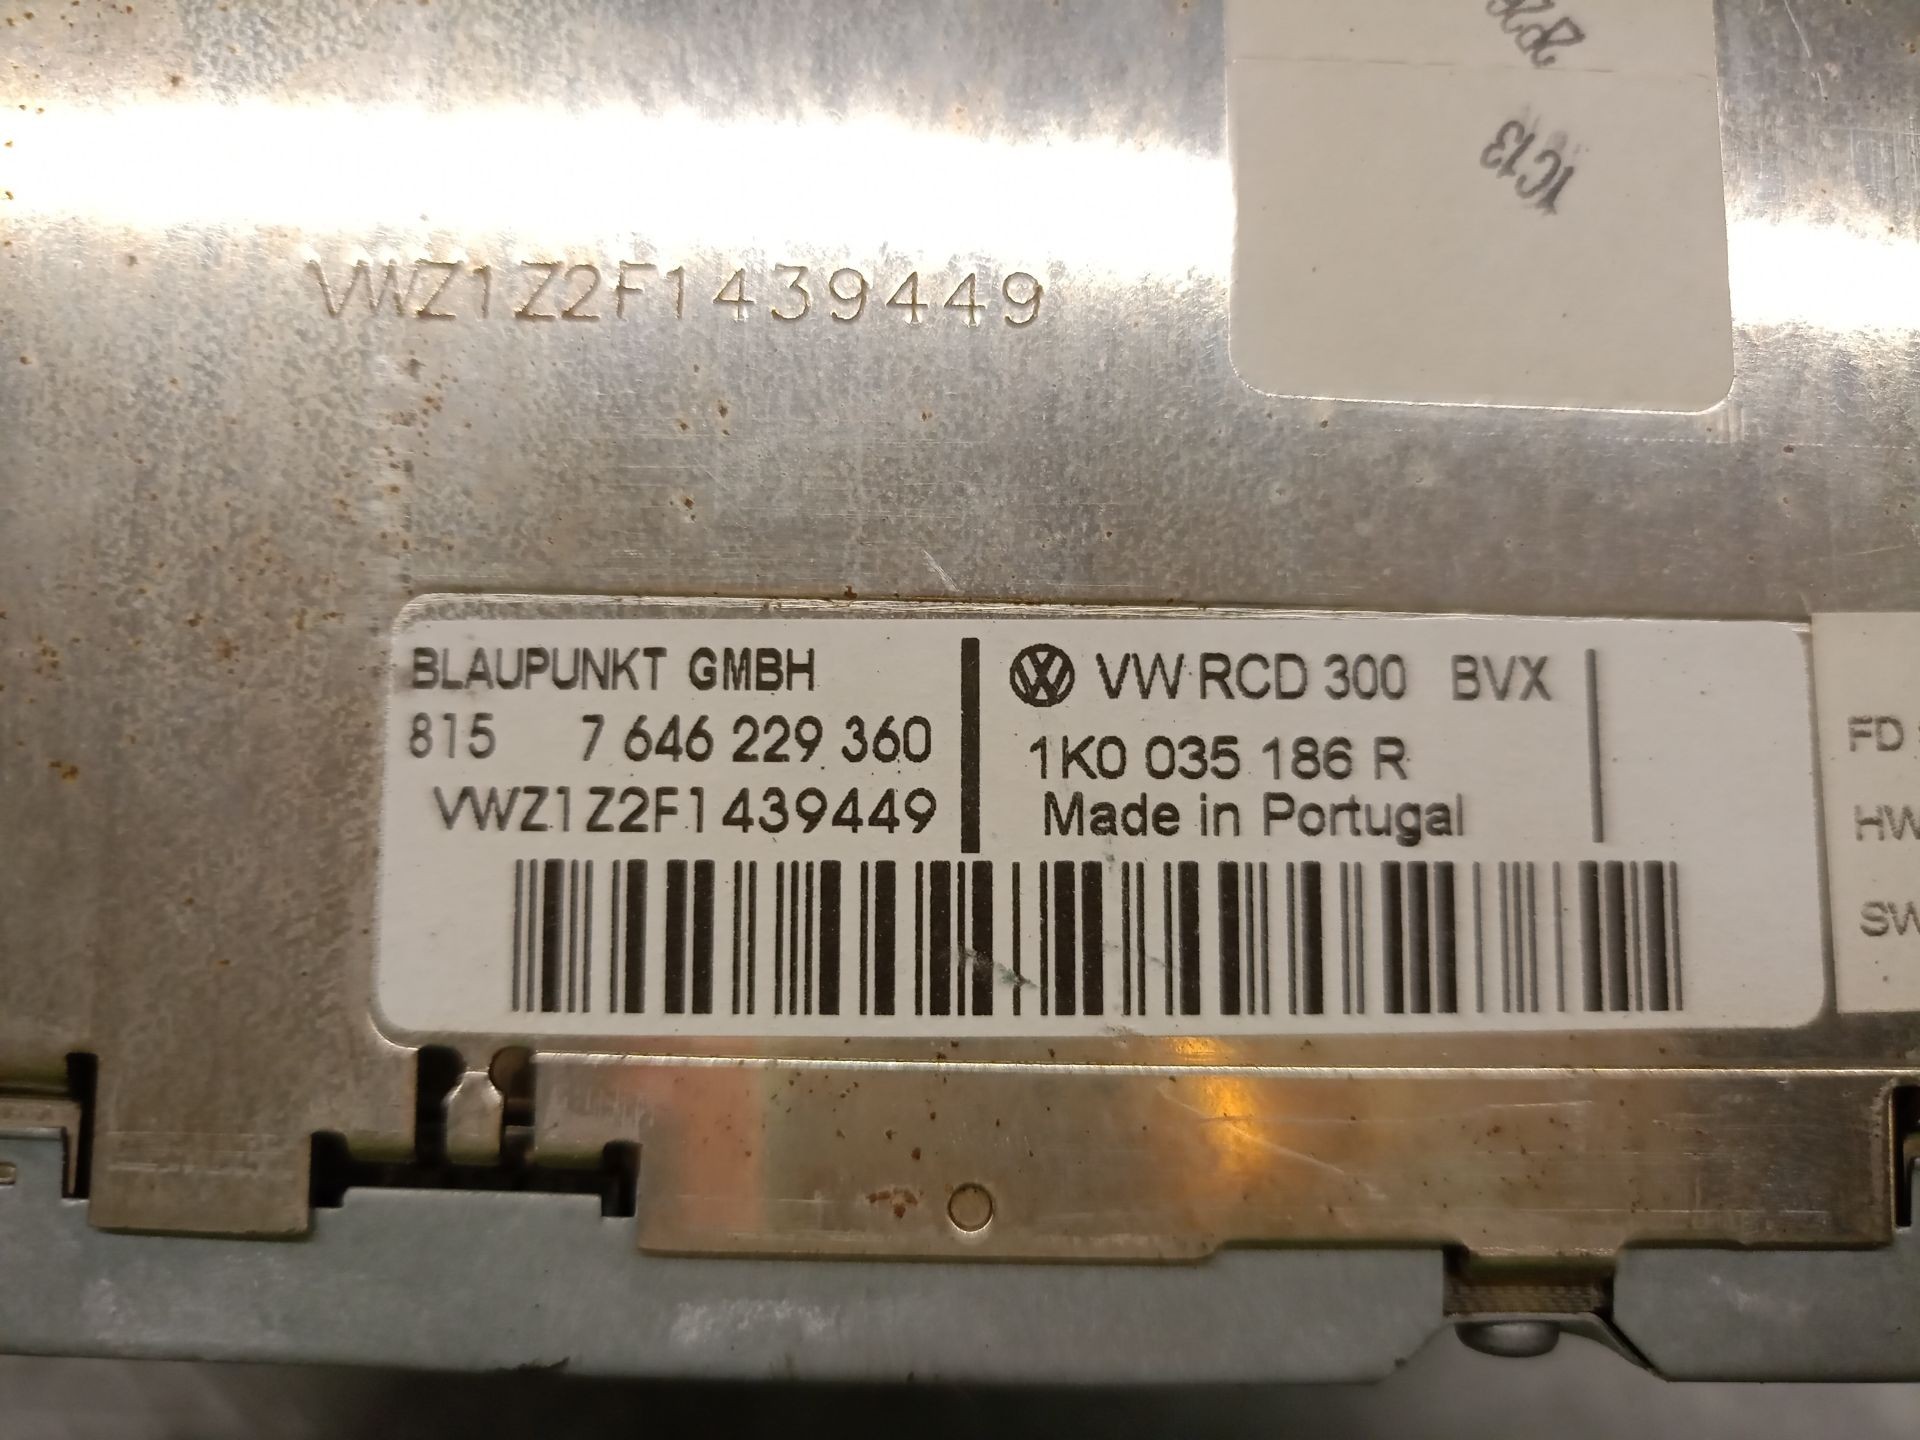 1C13
VWZ1Z2F1439449
BLAUPUNKT GMBH
815 7 646 229 360
VWZ1Z2F1439449
VW RCD 300 BVX
1K0 035 186 R
Made in Portugal
FD
HW
SW